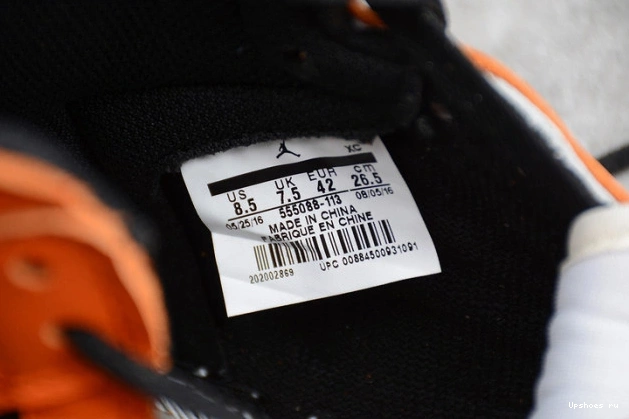 XC
US UK EUR cm
8.5 7.5 42 26.5
05/25/16 555088-113 08/05/16
MADE IN CHINA
FABRIQUE EN CHINE
202002869 UPC 00884500931091
Upshoes ru